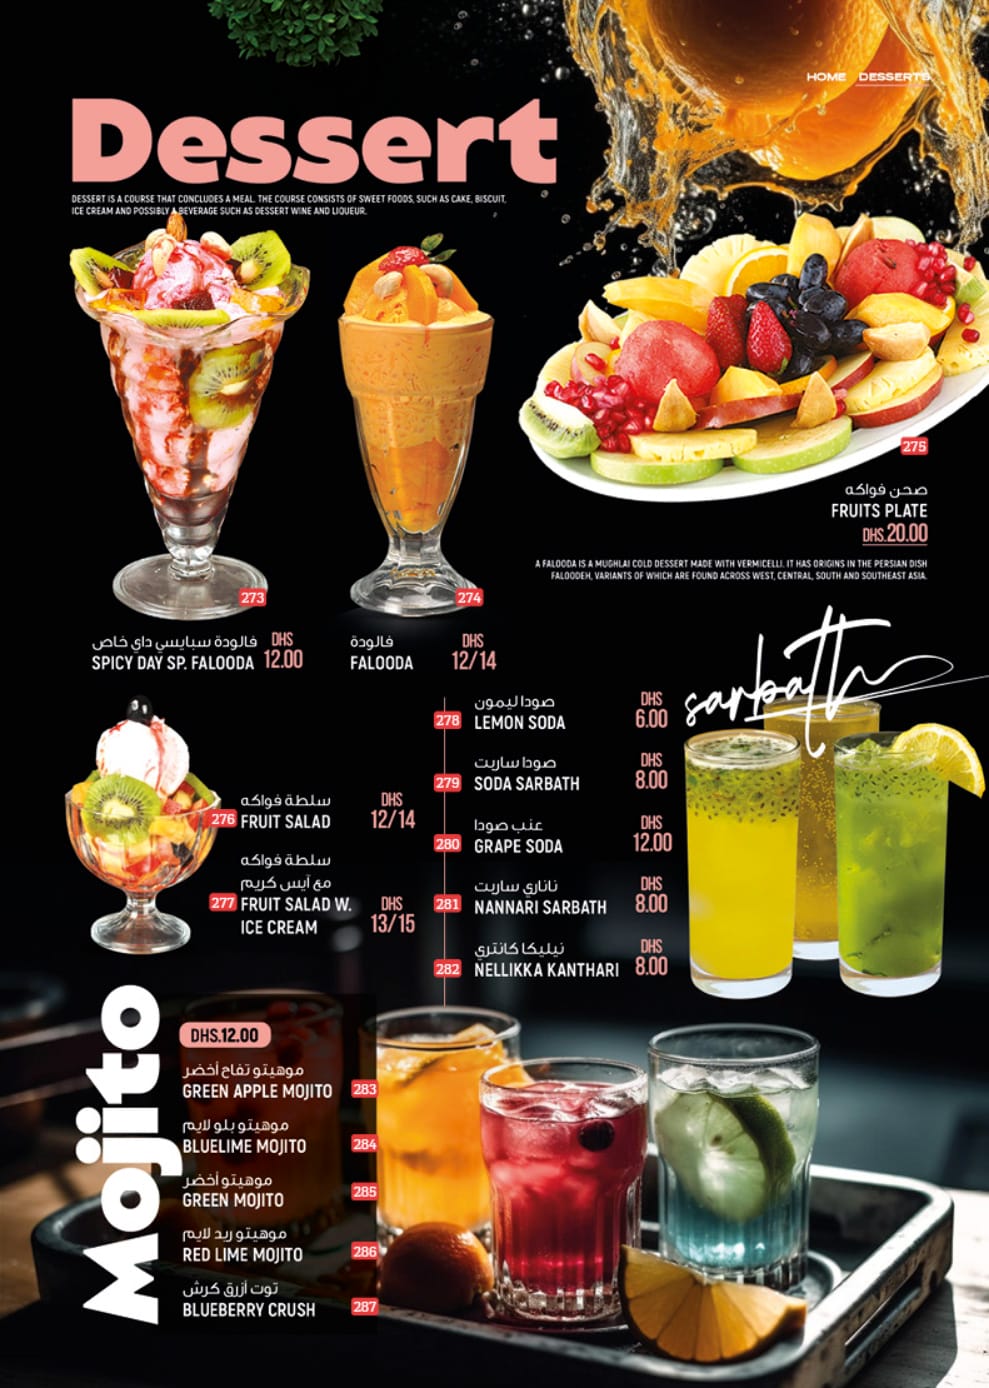 HOME DESSERTS
Dessert
DESSERT IS A COURSE THAT CONCLUDES A MEAL. THE COURSE CONSISTS OF SWEET FOODS, SUCH AS CAKE, BISCUIT,
ICE CREAM AND POSSIBLY A BEVERAGE SUCH AS DESSERT WINE AND LIQUEUR.
275
صحن فواكه
FRUITS PLATE
DHS.20.00
A FALOODA IS A MUGHLAI COLD DESSERT MADE WITH VERMICELLI. IT HAS ORIGINS IN THE PERSIAN DISH
FALOODEH, VARIANTS OF WHICH ARE FOUND ACROSS WEST, CENTRAL, SOUTH AND SOUTHEAST ASIA.
273
فالودة سبايسي داي خاص
SPICY DAY SP. FALOODA
DHS
12.00
274
فالودة
FALOODA
DHS
12/14
276
سلطة فواكه
FRUIT SALAD
DHS
12/14
277
سلطة فواكه
مع آيس كريم
FRUIT SALAD W.
ICE CREAM
DHS
13/15
sarbath
278
صودا ليمون
LEMON SODA
DHS
6.00
279
صودا ساربت
SODA SARBATH
DHS
8.00
280
عنب صودا
GRAPE SODA
DHS
12.00
281
ناناري ساربت
NANNARI SARBATH
DHS
8.00
282
نيليكا كانتري
NELLIKKA KANTHARI
DHS
8.00
Mojito
DHS.12.00
موهيتو تفاح أخضر
GREEN APPLE MOJITO
283
موهيتو بلو لايم
BLUELIME MOJITO
284
موهيتو أخضر
GREEN MOJITO
285
موهيتو ريد لايم
RED LIME MOJITO
286
توت أزرق كرش
BLUEBERRY CRUSH
287